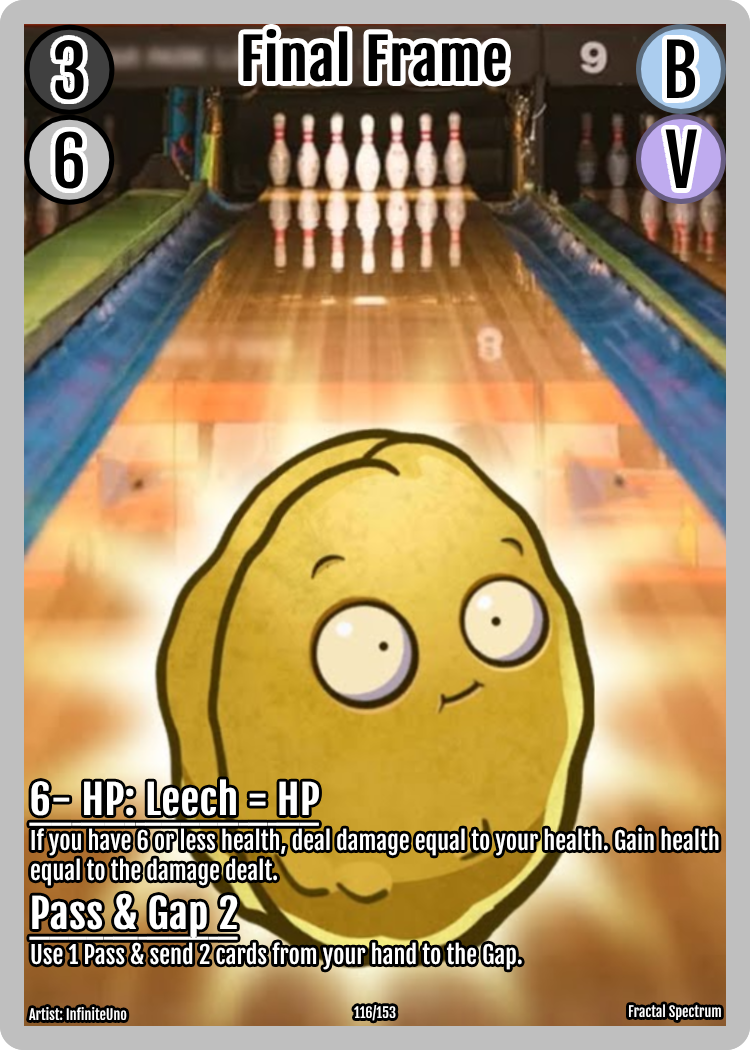 3
Final Frame
9
B
6
V
8
6- HP: Leech = HP
If you have 6 or less health, deal damage equal to your health. Gain health
equal to the damage dealt.
Pass & Gap 2
Use 1 Pass & send 2 cards from your hand to the Gap.
Artist: InfiniteUno
116/153
Fractal Spectrum